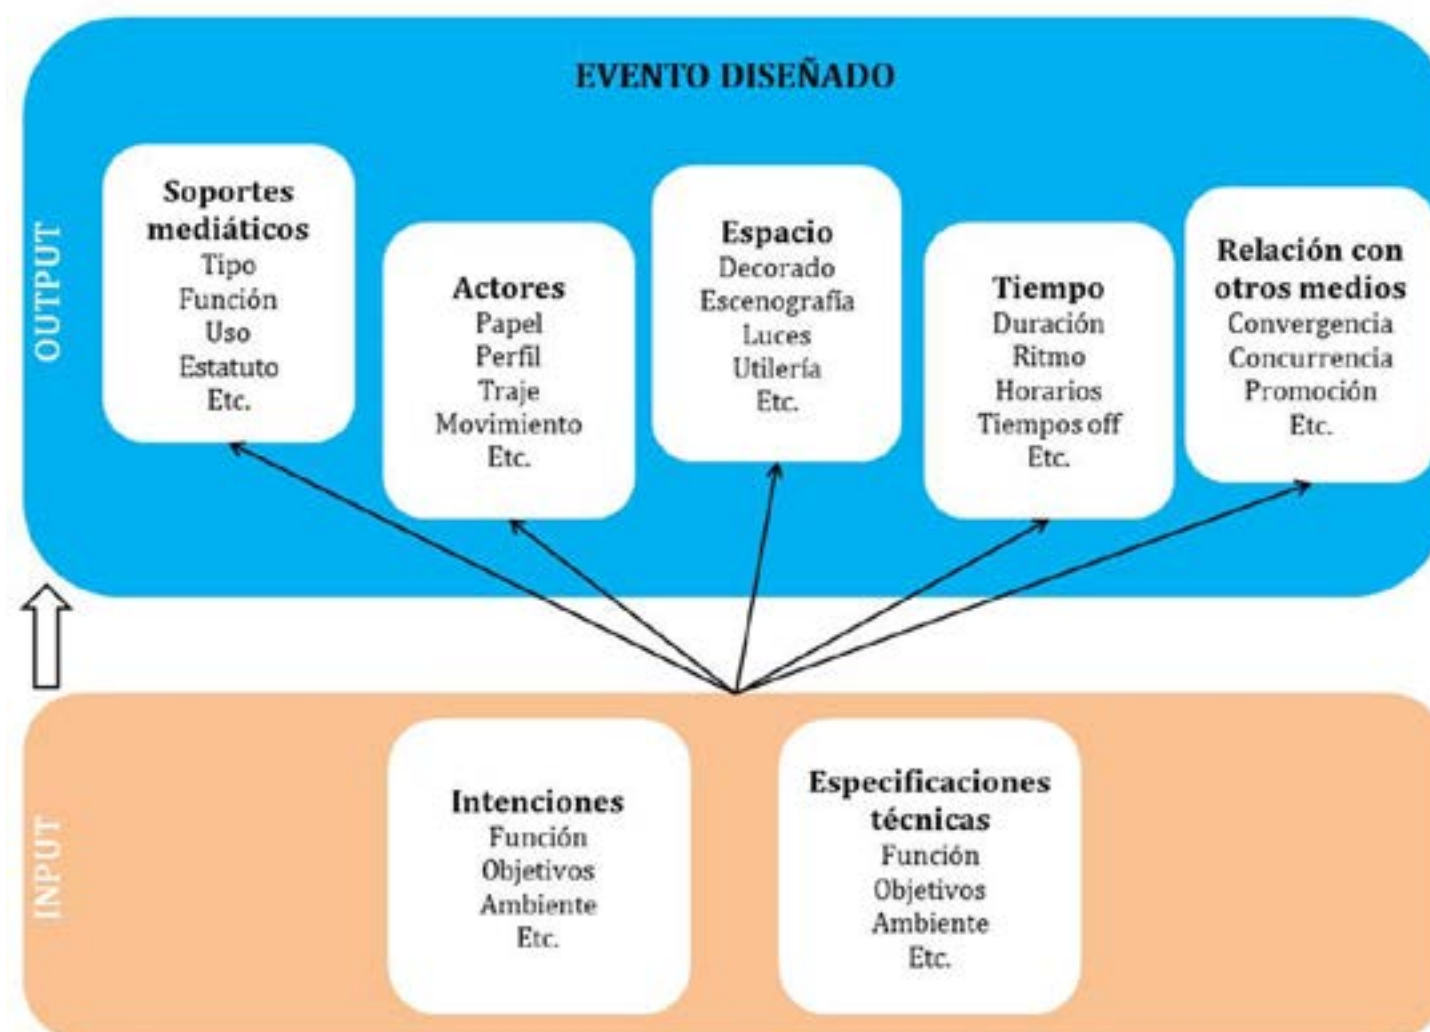 EVENTO DISEÑADO
OUTPUT
Soportes
mediáticos
Tipo
Función
Uso
Estatuto
Etc.
Actores
Papel
Perfil
Traje
Movimiento
Etc.
Espacio
Decorado
Escenografía
Luces
Utilería
Etc.
Tiempo
Duración
Ritmo
Horarios
Tiempos off
Etc.
Relación con
otros medios
Convergencia
Concurrencia
Promoción
Etc.
INPUT
Intenciones
Función
Objetivos
Ambiente
Etc.
Especificaciones
técnicas
Función
Objetivos
Ambiente
Etc.